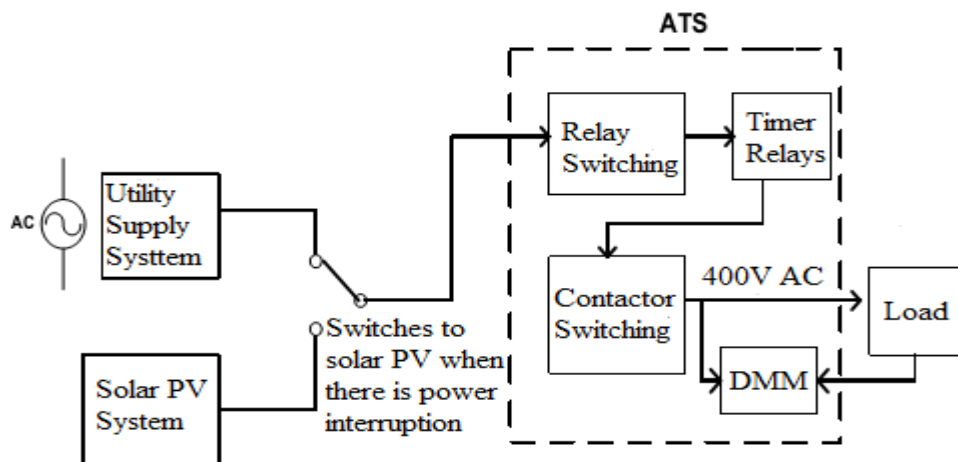 ATS
Relay
Switching
Timer
Relays
AC
Utility
Supply
Systtem
Contactor
Switching
400V AC
Load
DMM
Switches to
solar PV when
there is power
interruption
Solar PV
System